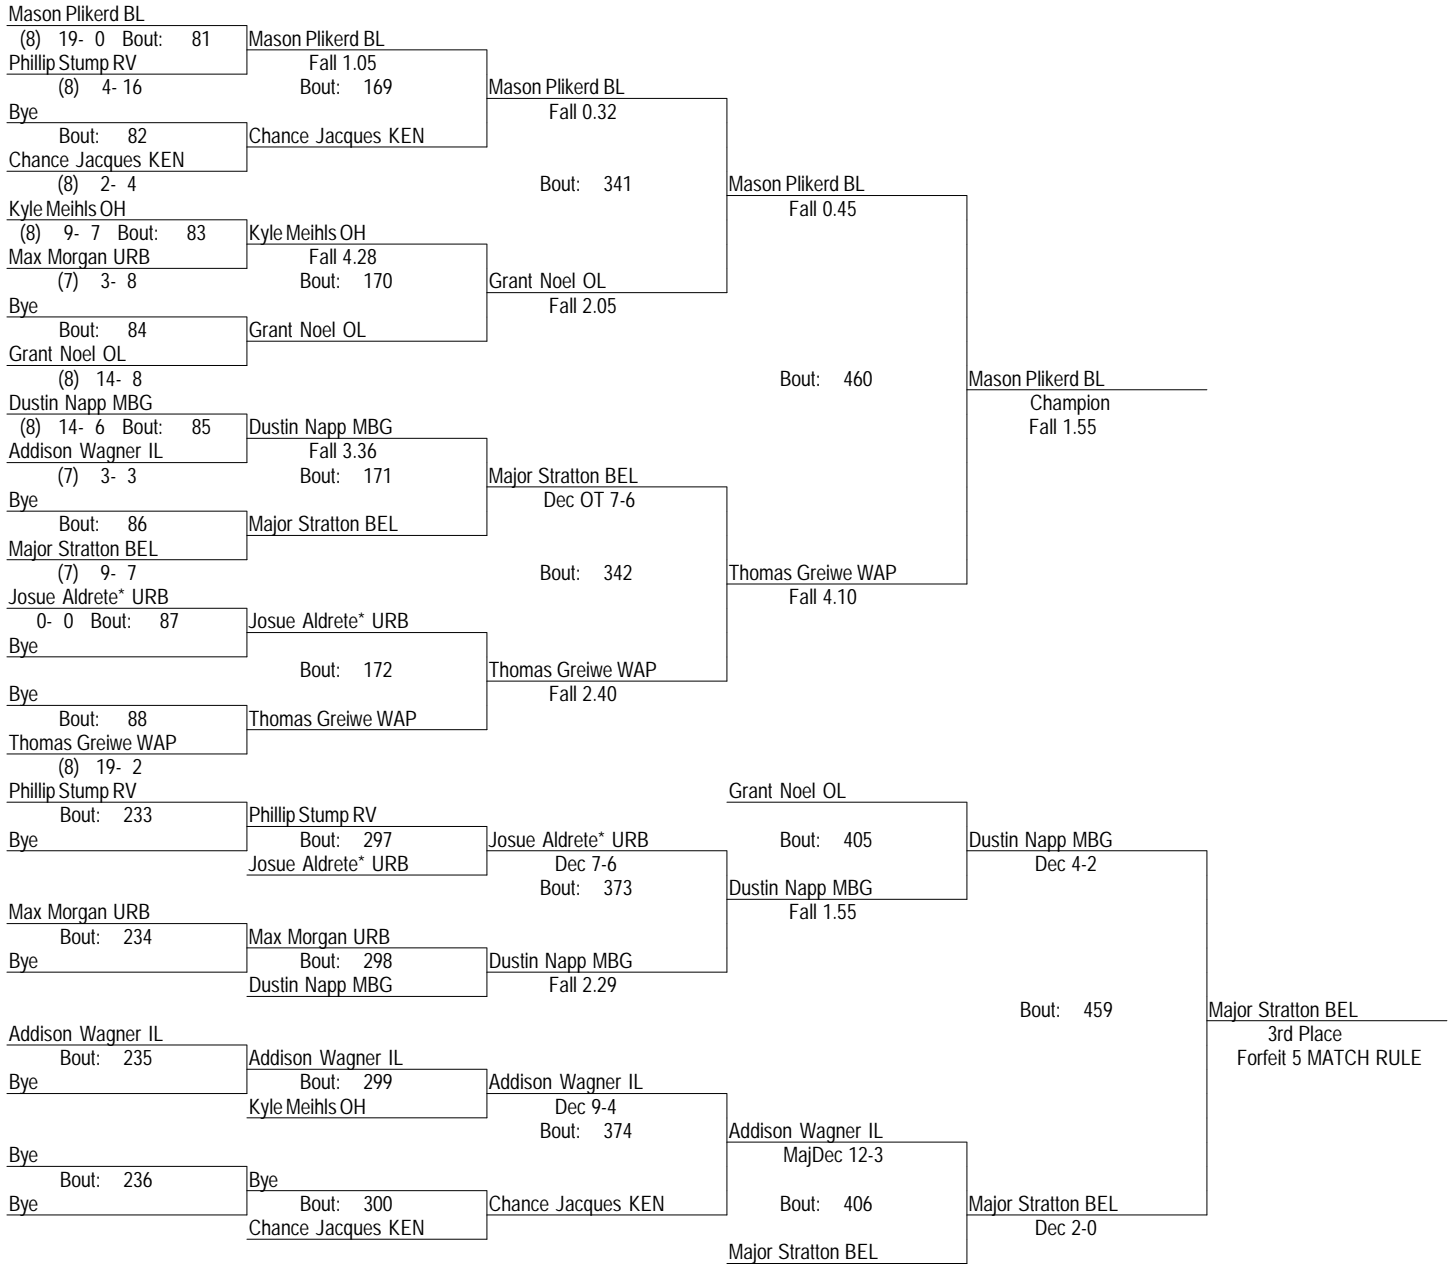 Mason Plikerd BL
(8) 19- 0 Bout: 81 Mason Plikerd BL
Phillip Stump RV Fall 1.05
(8) 4- 16 Bout: 169 Mason Plikerd BL
Bye Fall 0.32
Bout: 82 Chance Jacques KEN
Chance Jacques KEN
(8) 2- 4 Bout: 341 Mason Plikerd BL
Kyle Meihls OH Fall 0.45
(8) 9- 7 Bout: 83 Kyle Meihls OH
Max Morgan URB Fall 4.28
(7) 3- 8 Bout: 170 Grant Noel OL
Bye Fall 2.05
Bout: 84 Grant Noel OL
Grant Noel OL
(8) 14- 8 Bout: 460 Mason Plikerd BL
Dustin Napp MBG Champion
(8) 14- 6 Bout: 85 Dustin Napp MBG Fall 1.55
Addison Wagner IL Fall 3.36
(7) 3- 3 Bout: 171 Major Stratton BEL
Bye Dec OT 7-6
Bout: 86 Major Stratton BEL
Major Stratton BEL
(7) 9- 7 Bout: 342 Thomas Greiwe WAP
Josue Aldrete* URB Fall 4.10
0- 0 Bout: 87 Josue Aldrete* URB
Bye
Bout: 172 Thomas Greiwe WAP
Bye Fall 2.40
Bout: 88 Thomas Greiwe WAP
Thomas Greiwe WAP
(8) 19- 2
Phillip Stump RV Grant Noel OL
Bout: 233 Phillip Stump RV
Bye Bout: 297 Josue Aldrete* URB Bout: 405 Dustin Napp MBG
Josue Aldrete* URB Dec 7-6 Dec 4-2
Bout: 373 Dustin Napp MBG
Max Morgan URB Fall 1.55
Bout: 234 Max Morgan URB
Bye Bout: 298 Dustin Napp MBG
Dustin Napp MBG Fall 2.29
Bout: 459 Major Stratton BEL
Addison Wagner IL 3rd Place
Bout: 235 Addison Wagner IL Forfeit 5 MATCH RULE
Bye Bout: 299 Addison Wagner IL
Kyle Meihls OH Dec 9-4
Bout: 374 Addison Wagner IL
Bye MajDec 12-3
Bout: 236 Bye
Bye Bout: 300 Chance Jacques KEN Bout: 406 Major Stratton BEL
Chance Jacques KEN Dec 2-0
Major Stratton BEL